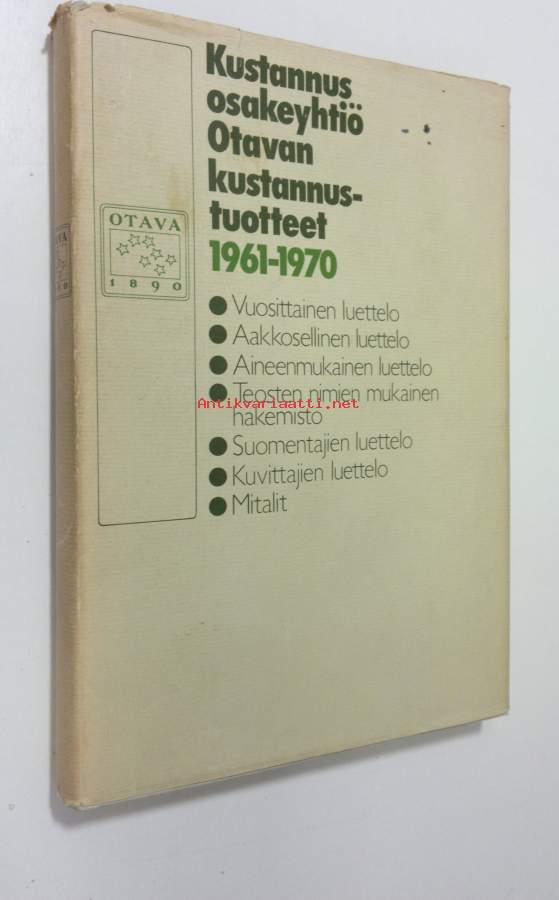 Kustannus
osakeyhtiö
Otavan
kustannus-
tuotteet
1961-1970
OTAVA
1890
● Vuosittainen luettelo
● Aakkosellinen luettelo
● Aineenmukainen luettelo
● Teosten nimien mukainen
hakemisto
● Suomentajien luettelo
● Kuvittajien luettelo
● Mitalit
Antikvariaatti.net